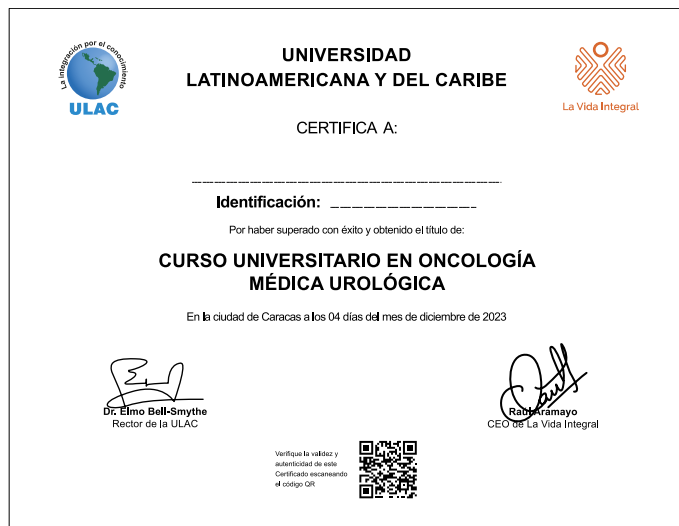 La integración por el conocimiento
ULAC
UNIVERSIDAD
LATINOAMERICANA Y DEL CARIBE
La Vida Integral
CERTIFICA A:
Identificación:
Por haber superado con éxito y obtenido el título de:
CURSO UNIVERSITARIO EN ONCOLOGÍA
MÉDICA UROLÓGICA
En la ciudad de Caracas a los 04 días del mes de diciembre de 2023
Dr. Elmo Bell-Smythe
Rector de la ULAC
Raúl Aramayo
CEO de La Vida Integral
Verifique la validez y
autenticidad de este
Certificado escaneando
el código QR